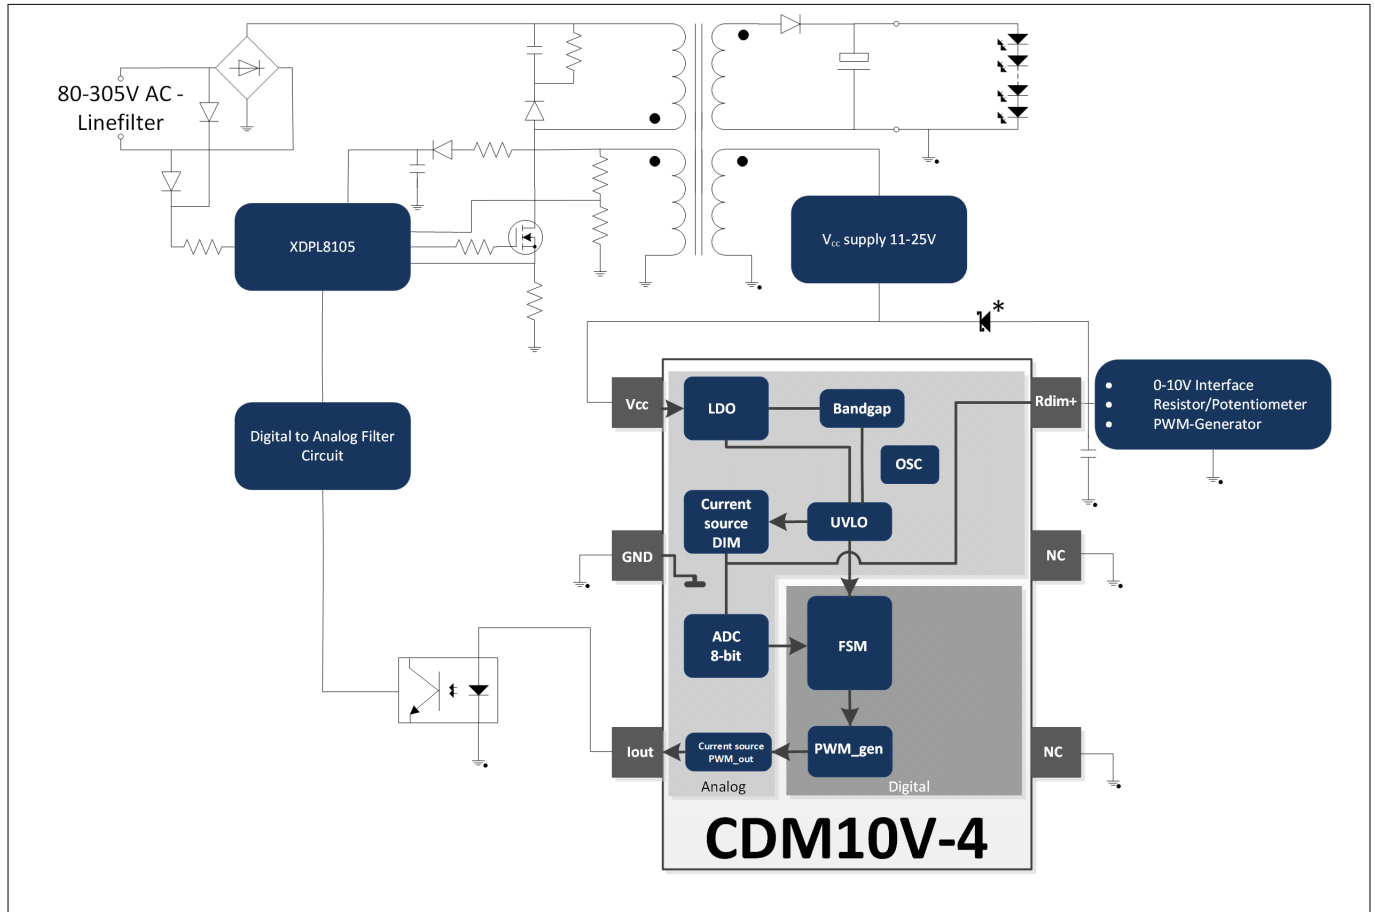 80-305V AC -
Linefilter
XDPL8105
Vcc supply 11-25V
*
Digital to Analog Filter
Circuit
Vcc
LDO
Bandgap
OSC
Rdim+
• 0-10V Interface
• Resistor/Potentiometer
• PWM-Generator
Current
source
DIM
UVLO
GND
NC
ADC
8-bit
FSM
Iout
Current source
PWM_out
PWM_gen
NC
Analog
Digital
CDM10V-4